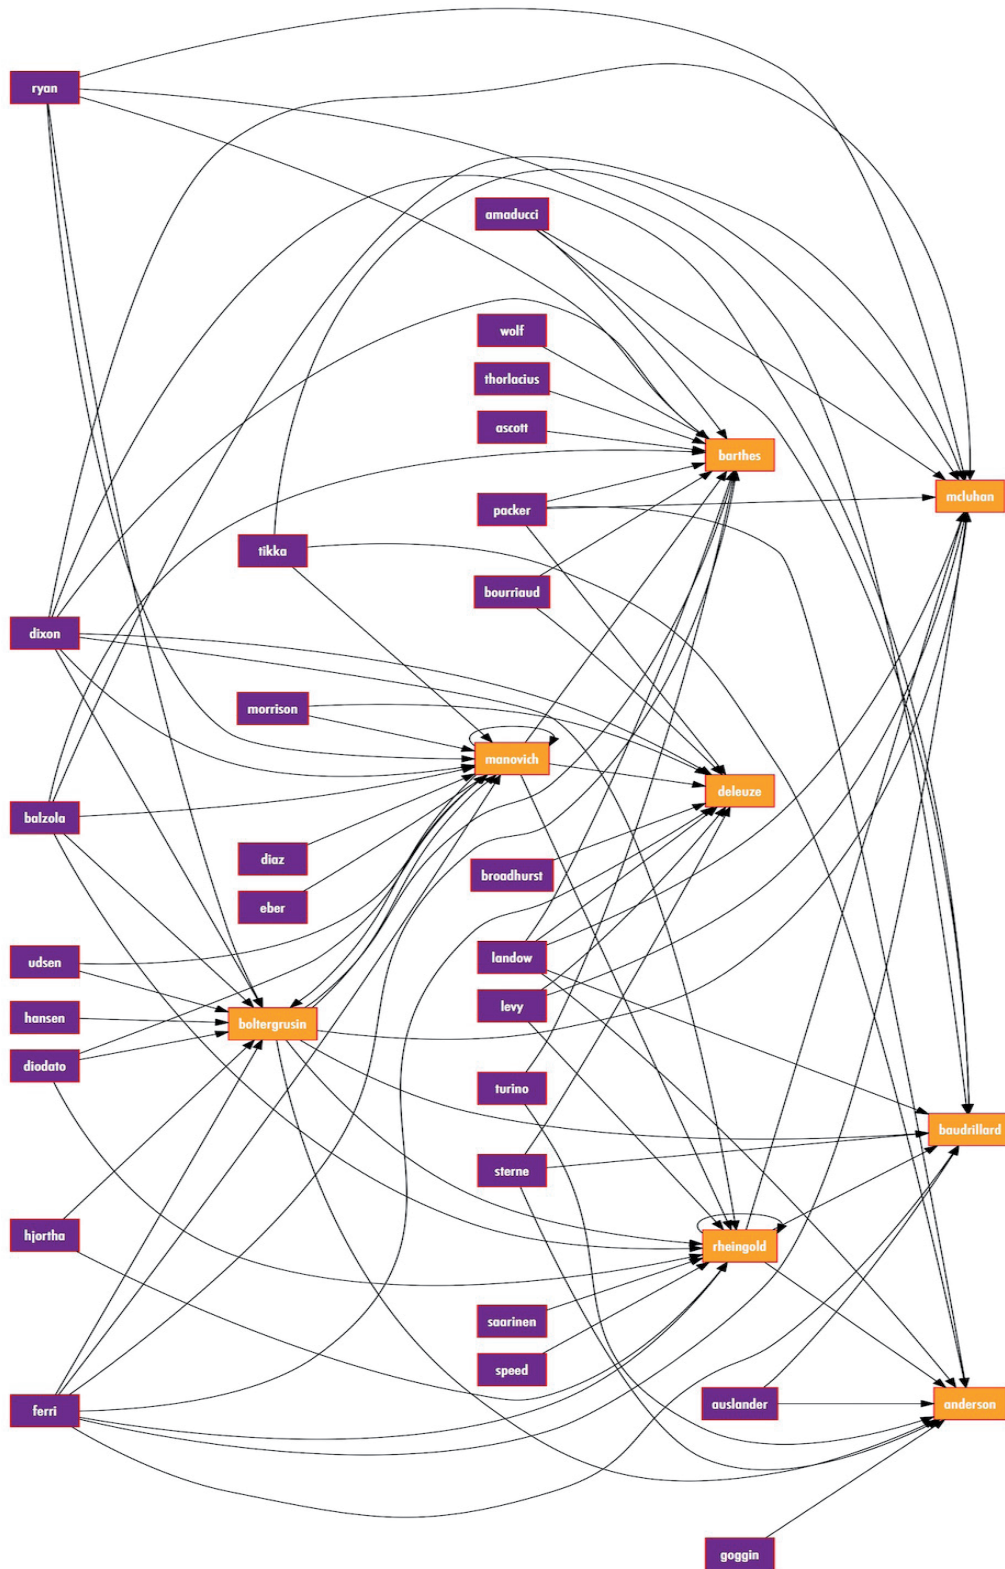 ryan
amaducci
wolf
thorlacius
ascott
barthes
mcluhan
packer
tikka
bourriaud
dixon
morrison
manovich
deleuze
balzola
diaz
broadhurst
eber
udsen
landow
levy
hansen
boltergrusin
diodato
turino
baudrillard
sterne
hjortha
rheingold
saarinen
speed
ferri
auslander
anderson
goggin